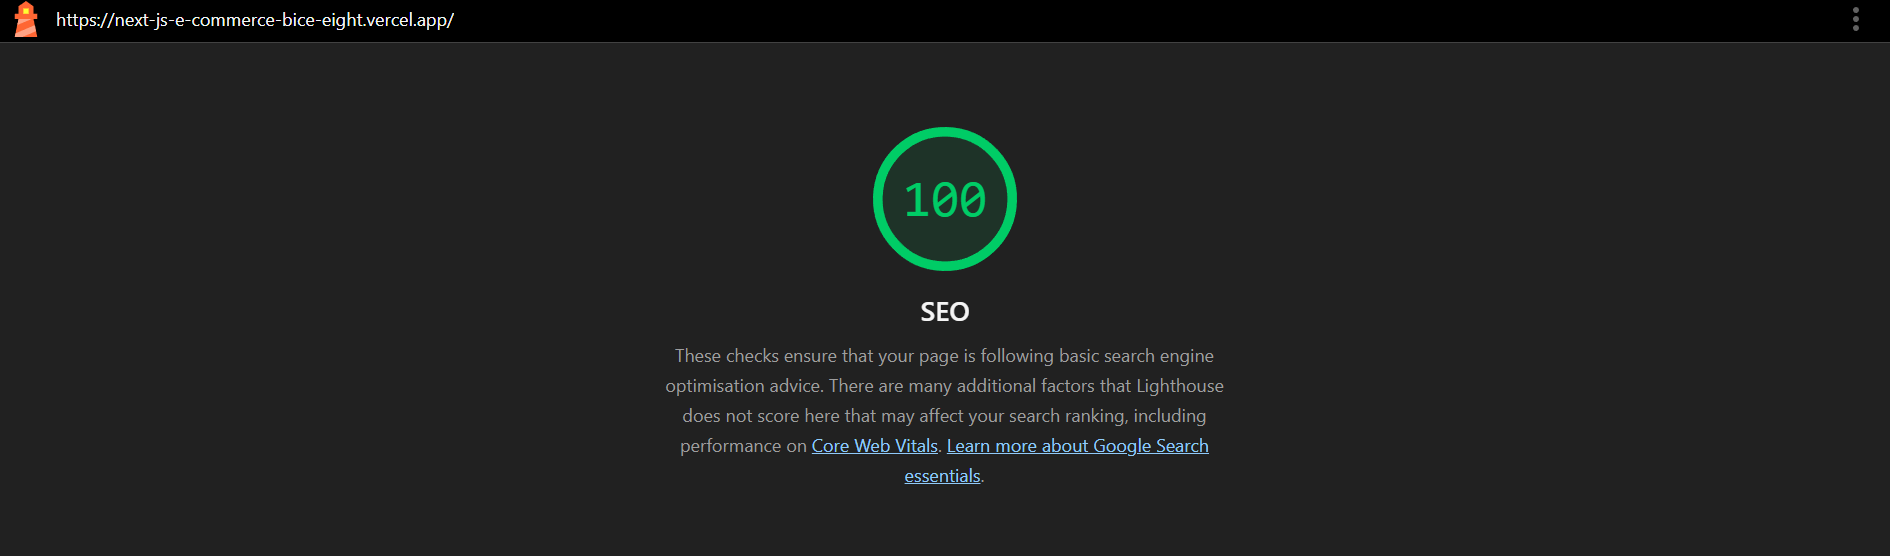 https://next-js-e-commerce-bice-eight.vercel.app/
100
SEO
These checks ensure that your page is following basic search engine
optimisation advice. There are many additional factors that Lighthouse
does not score here that may affect your search ranking, including
performance on Core Web Vitals. Learn more about Google Search
essentials.